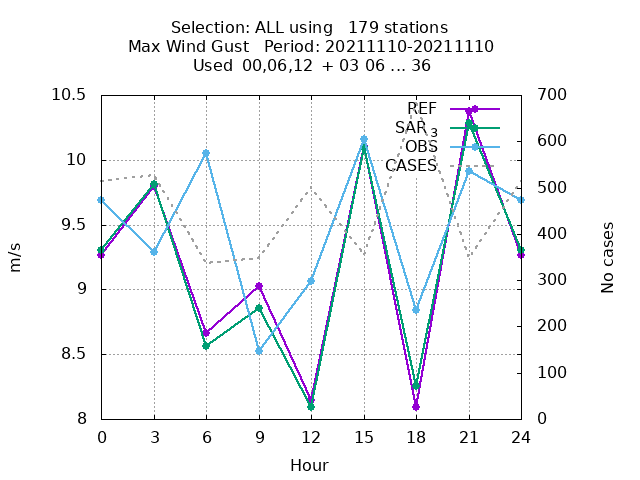 Selection: ALL using   179 stations
Max Wind Gust   Period: 20211110-20211110
Used  00,06,12  + 03 06 ... 36
10.5
10
9.5
9
8.5
8
m/s
700
600
500
400
300
200
100
0
No cases
REF
SAR 3
OBS
CASES
0 3 6 9 12 15 18 21 24
Hour